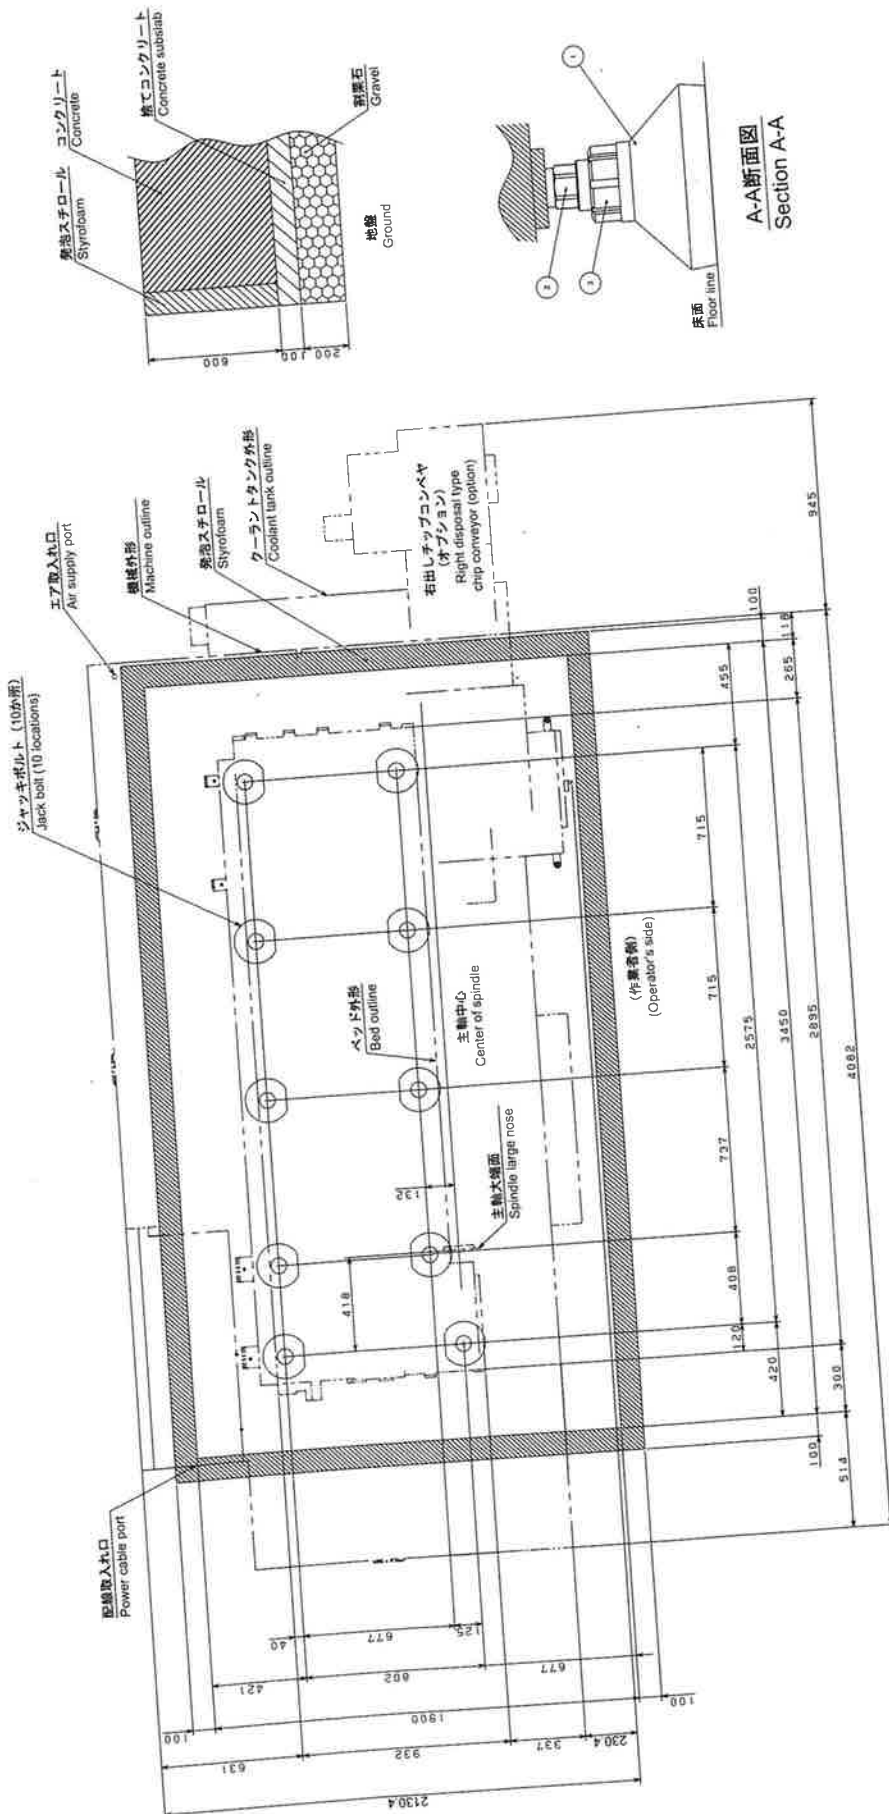 発泡スチロール
Styrofoam
コンクリート
Concrete
捨てコンクリート
Concrete subslab
割栗石
Gravel
地盤
Ground
600
100
200
①
②
③
床面
Floor line
A-A断面図
Section A-A
エア取入れ口
Air supply port
機械外形
Machine outline
発泡スチロール
Styrofoam
クーラントタンク外形
Coolant tank outline
右出しチップコンベヤ
(オプション)
Right disposal type
chip conveyor (option)
ジャッキボルト (10か所)
Jack bolt (10 locations)
ベッド外形
Bed outline
主軸中心
Center of spindle
主軸大端面
Spindle large nose
(作業者側)
(Operator's side)
配線取入れ口
Power cable port
132
418
945
100
118
265
455
715
715
737
408
120
420
300
100
514
2575
3450
2895
4082
40
677
125
421
802
677
100
1900
100
631
932
337
230.4
2130.4